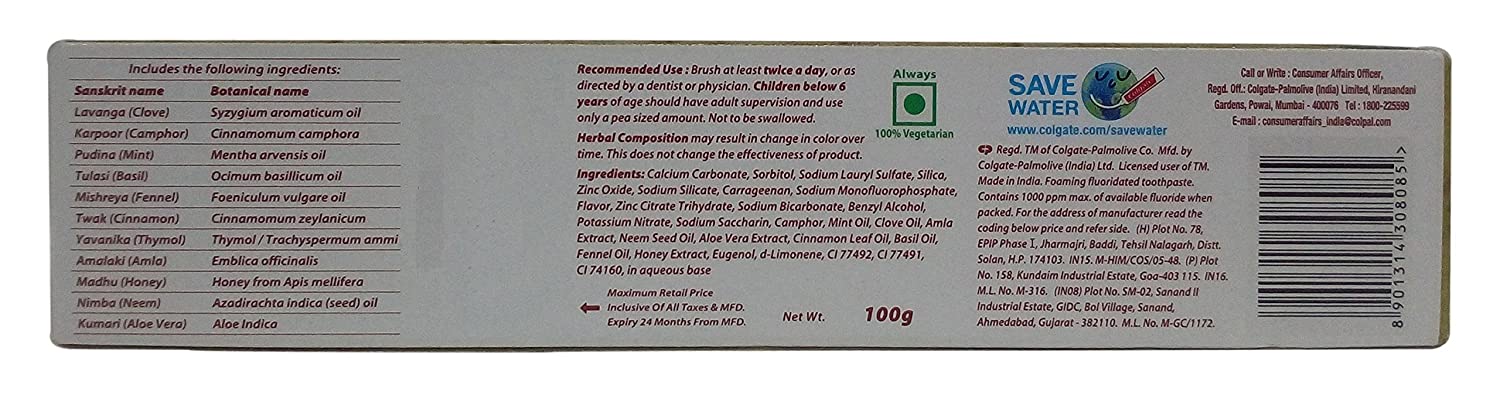 Includes the following ingredients:
Sanskrit name Botanical name
Lavanga (Clove) Syzygium aromaticum oil
Karpoor (Camphor) Cinnamomum camphora
Pudina (Mint) Mentha arvensis oil
Tulasi (Basil) Ocimum basillicum oil
Mishreya (Fennel) Foeniculum vulgare oil
Twak (Cinnamon) Cinnamomum zeylanicum
Yavanika (Thymol) Thymol / Trachyspermum ammi
Amalaki (Amla) Emblica officinalis
Madhu (Honey) Honey from Apis mellifera
Nimba (Neem) Azadirachta indica (seed) oil
Kumari (Aloe Vera) Aloe Indica
Recommended Use : Brush at least twice a day, or as
directed by a dentist or physician. Children below 6
years of age should have adult supervision and use
only a pea sized amount. Not to be swallowed.
Herbal Composition may result in change in color over
time. This does not change the effectiveness of product.
Ingredients: Calcium Carbonate, Sorbitol, Sodium Lauryl Sulfate, Silica,
Zinc Oxide, Sodium Silicate, Carrageenan, Sodium Monofluorophosphate,
Flavor, Zinc Citrate Trihydrate, Sodium Bicarbonate, Benzyl Alcohol,
Potassium Nitrate, Sodium Saccharin, Camphor, Mint Oil, Clove Oil, Amla
Extract, Neem Seed Oil, Aloe Vera Extract, Cinnamon Leaf Oil, Basil Oil,
Fennel Oil, Honey Extract, Eugenol, d-Limonene, CI 77492, CI 77491,
CI 74160, in aqueous base
Maximum Retail Price
Inclusive Of All Taxes & MFD.
Expiry 24 Months From MFD.
Net Wt. 100g
Always
100% Vegetarian
SAVE
WATER
Colgate
www.colgate.com/savewater
Regd. TM of Colgate-Palmolive Co. Mfd. by
Colgate-Palmolive (India) Ltd. Licensed user of TM.
Made in India. Foaming fluoridated toothpaste.
Contains 1000 ppm max. of available fluoride when
packed. For the address of manufacturer read the
coding below price and refer side. (H) Plot No. 78,
EPIP Phase I, Jharmajri, Baddi, Tehsil Nalagarh, Distt.
Solan, H.P. 174103. IN15. M-HIM/COS/05-48. (P) Plot
No. 158, Kundaim Industrial Estate, Goa-403 115. IN16.
M.L. No. M-316. (IN08) Plot No. SM-02, Sanand II
Industrial Estate, GIDC, Bol Village, Sanand,
Ahmedabad, Gujarat - 382110. M.L. No. M-GC/1172.
Call or Write : Consumer Affairs Officer,
Regd. Off.: Colgate-Palmolive (India) Limited, Hiranandani
Gardens, Powai, Mumbai - 400076 Tel : 1800-225599
E-mail : consumeraffairs_india@colpal.com
8 901314 308085 >